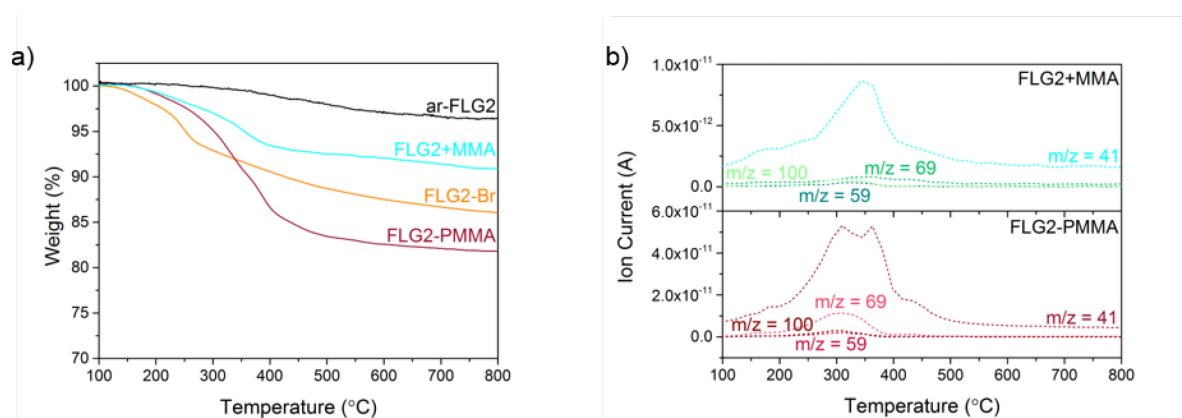 a)
100
95
90
85
80
75
70
Weight (%)
ar-FLG2
FLG2+MMA
FLG2-Br
FLG2-PMMA
100 200 300 400 500 600 700 800
Temperature (°C)
b)
1.0x10⁻¹¹
5.0x10⁻¹²
0.0
6.0x10⁻¹¹
4.0x10⁻¹¹
2.0x10⁻¹¹
0.0
Ion Current (A)
FLG2+MMA
m/z = 100
m/z = 69
m/z = 41
m/z = 59
FLG2-PMMA
m/z = 69
m/z = 100
m/z = 41
m/z = 59
100 200 300 400 500 600 700 800
Temperature (°C)